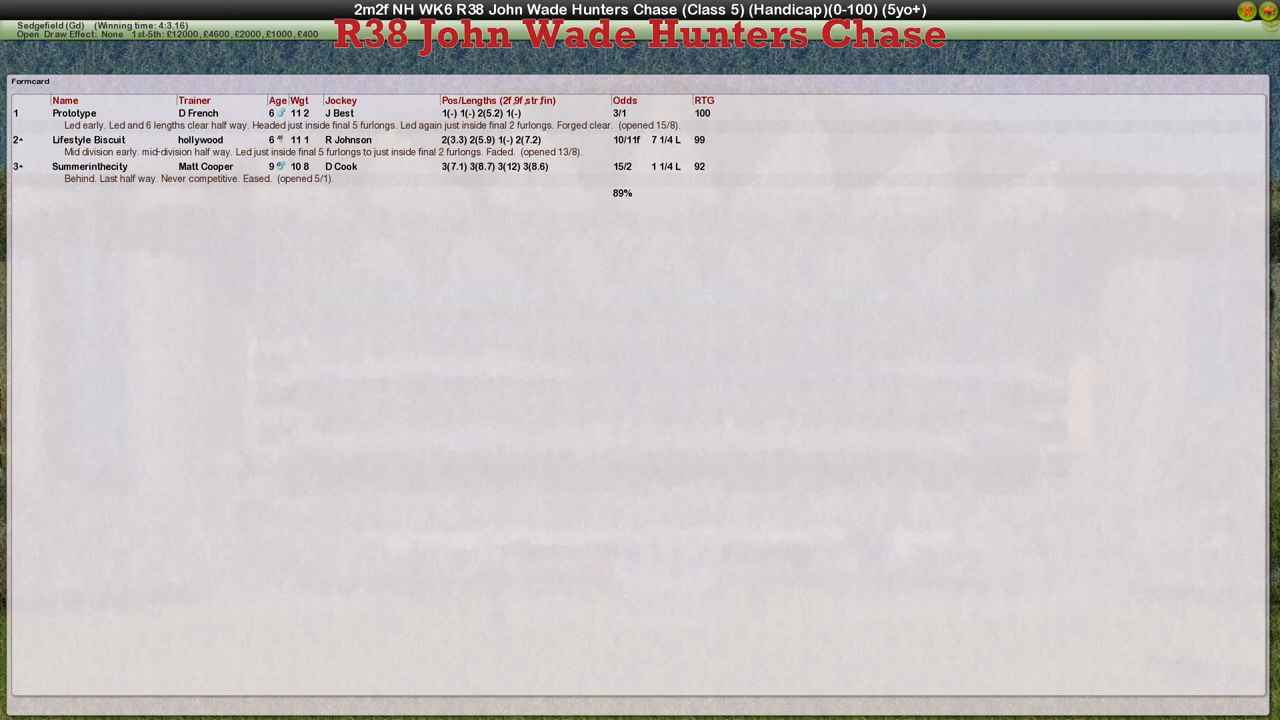 2m2f NH WK6 R38 John Wade Hunters Chase (Class 5) (Handicap)(0-100) (5yo+)
Sedgefield (Gd) (Winning time: 4:3.16)
Open Draw Effect: None 1st-5th: £12000, £4600, £2000, £1000, £400
R38 John Wade Hunters Chase
Formcard
Name Trainer Age Wgt Jockey Pos/Lengths (2f,9f,str,fin) Odds RTG
1 Prototype D French 6 11 2 J Best 1(-) 1(-) 2(5.2) 1(-) 3/1 100
Led early. Led and 6 lengths clear half way. Headed just inside final 5 furlongs. Led again just inside final 2 furlongs. Forged clear. (opened 15/8).
2 Lifestyle Biscuit hollywood 6 11 1 R Johnson 2(3.3) 2(5.9) 1(-) 2(7.2) 10/11f 7 1/4 L 99
Mid division early. mid-division half way. Led just inside final 5 furlongs to just inside final 2 furlongs. Faded. (opened 13/8).
3 Summerinthecity Matt Cooper 9 10 8 D Cook 3(7.1) 3(8.7) 3(12) 3(8.6) 15/2 1 1/4 L 92
Behind. Last half way. Never competitive. Eased. (opened 5/1).
89%